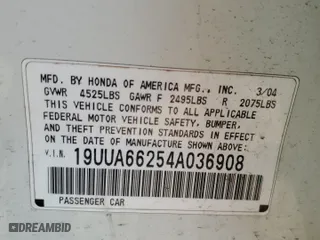 MFD. BY HONDA OF AMERICA MFG., INC. 3/04
GVWR 4525LBS GAWR F 2495LBS R 2075LBS
THIS VEHICLE CONFORMS TO ALL APPLICABLE
FEDERAL MOTOR VEHICLE SAFETY, BUMPER,
AND THEFT PREVENTION STANDARDS IN EFFECT
ON THE DATE OF MANUFACTURE SHOWN ABOVE.
V.I.N. 19UUA66254A036908
PASSENGER CAR
DREAMBID